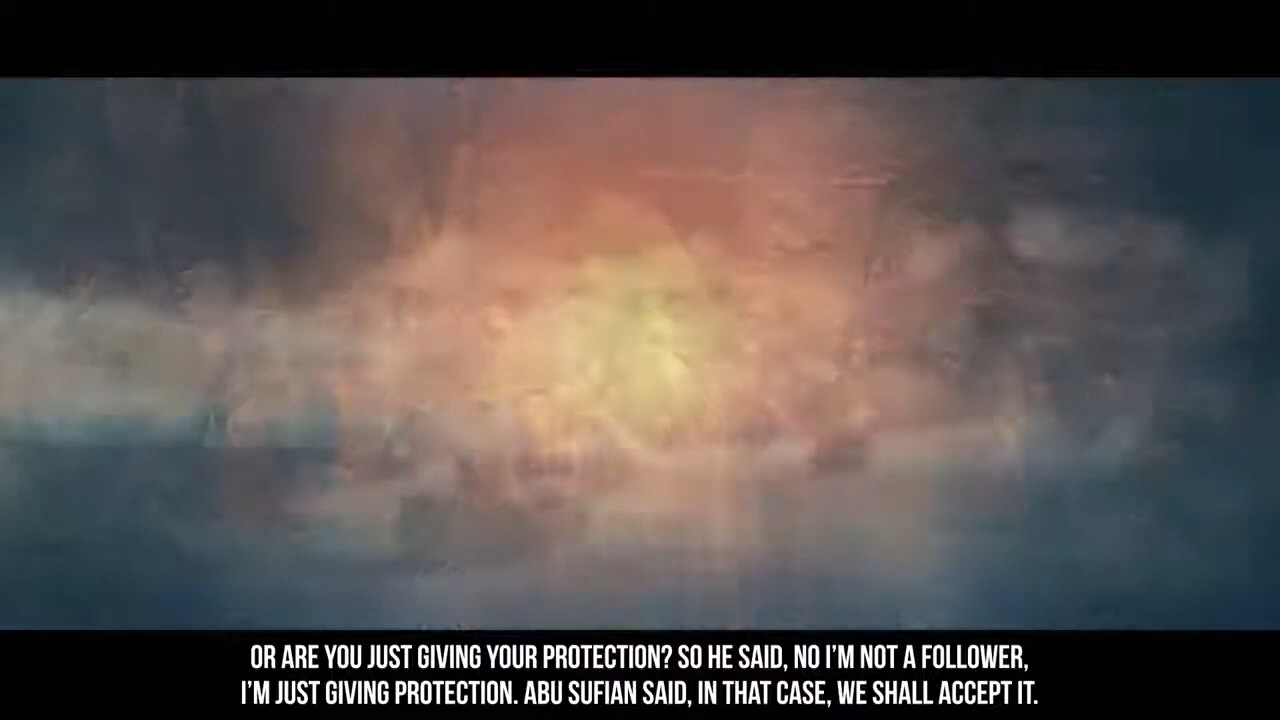 OR ARE YOU JUST GIVING YOUR PROTECTION? SO HE SAID, NO I'M NOT A FOLLOWER,
I'M JUST GIVING PROTECTION. ABU SUFIAN SAID, IN THAT CASE, WE SHALL ACCEPT IT.